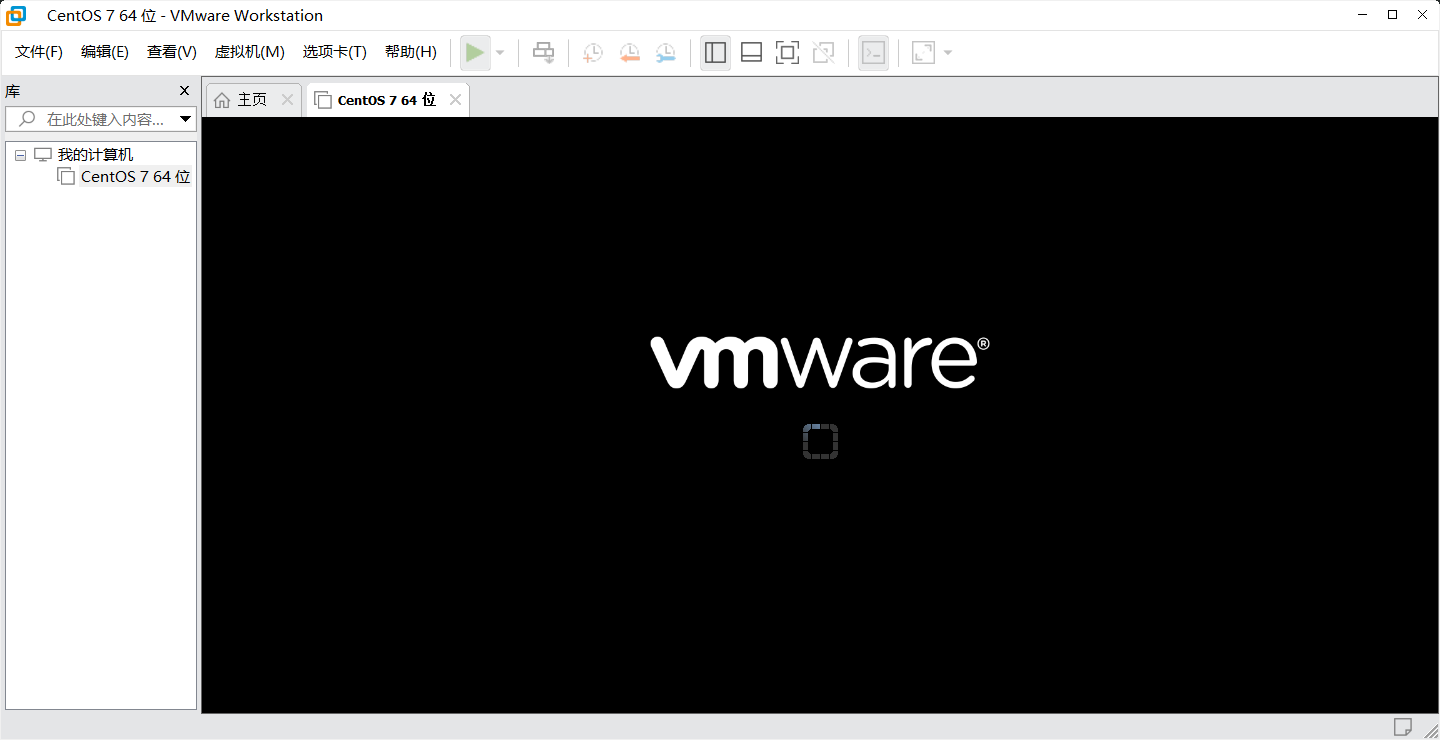 CentOS 7 64 位 - VMware Workstation
文件(F) 编辑(E) 查看(V) 虚拟机(M) 选项卡(T) 帮助(H)
库
主页
CentOS 7 64 位
在此处键入内容...
我的计算机
CentOS 7 64 位
vmware®